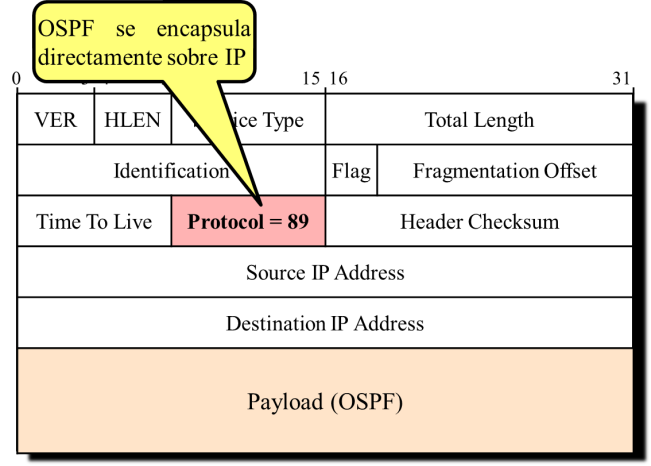 OSPF se encapsula
directamente sobre IP
0 15 16 31
VER HLEN ice Type Total Length
Identification Flag Fragmentation Offset
Time To Live Protocol = 89 Header Checksum
Source IP Address
Destination IP Address
Payload (OSPF)